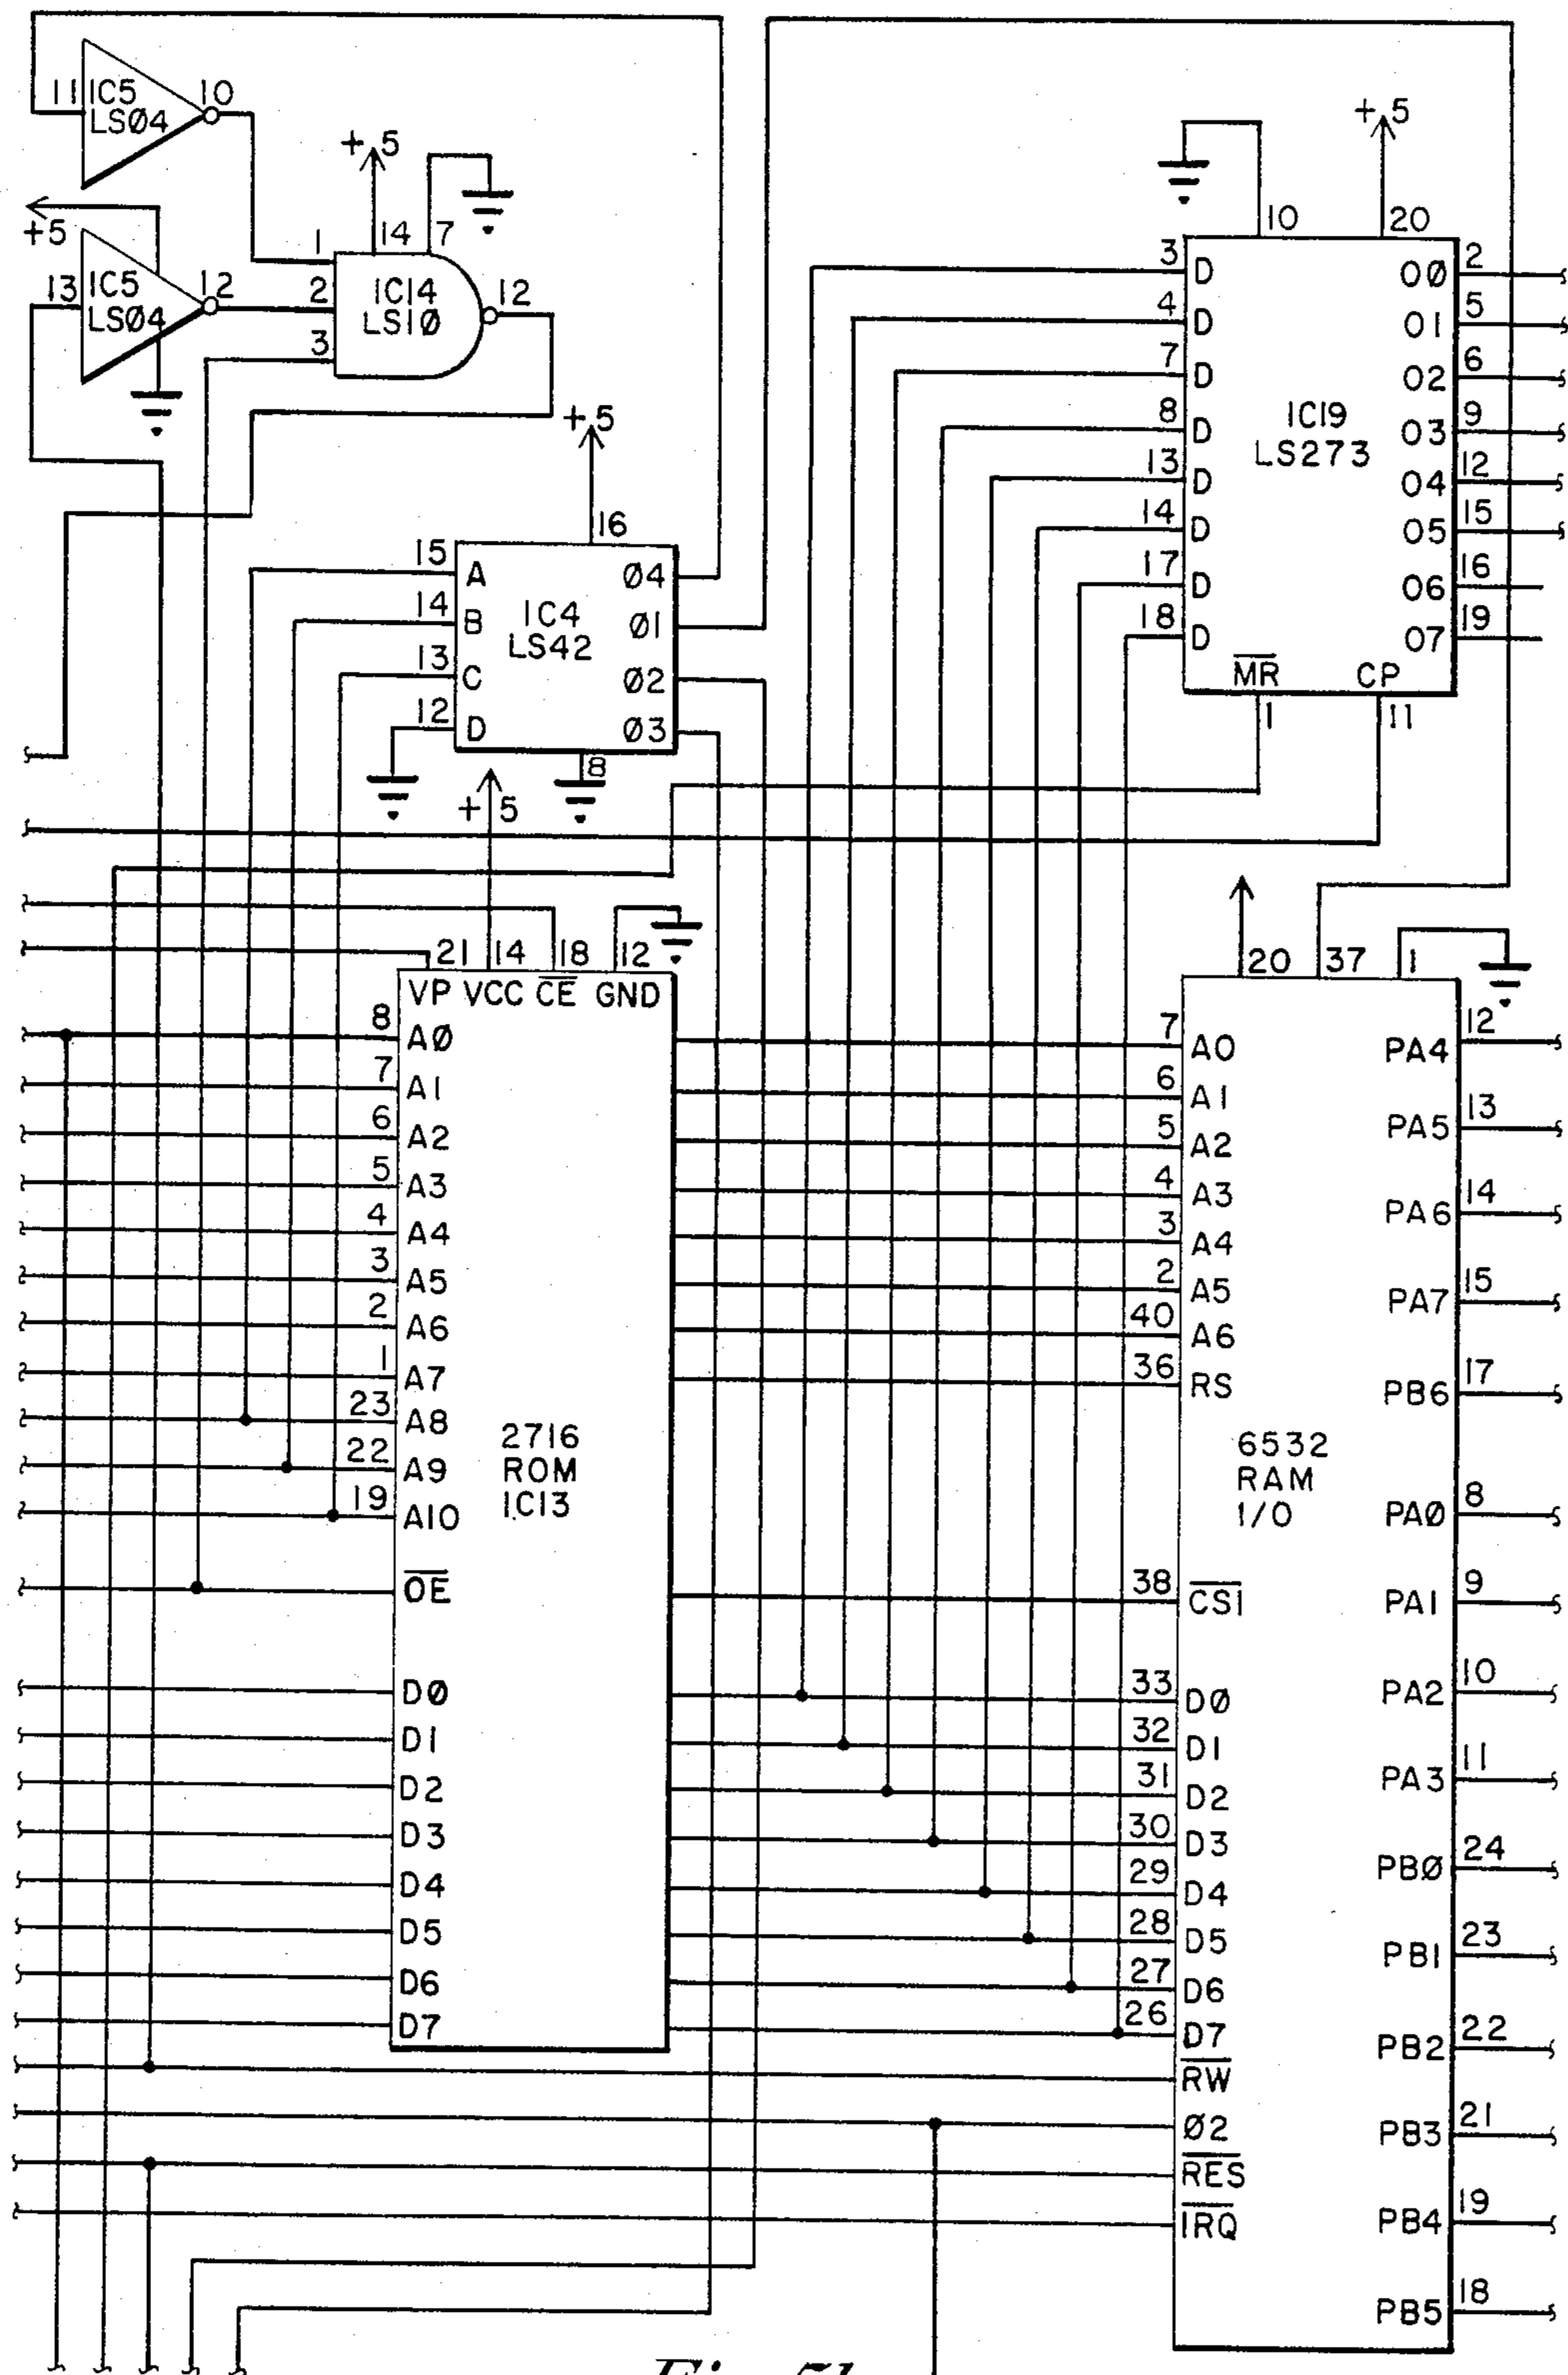 11
IC5
LSØ4
10
+5
13
IC5
LSØ4
12
+5
14
7
1
2
3
IC14
LS1Ø
12
+5
16
15
A
14
B
13
C
12
D
IC4
LS42
Ø4
Ø1
Ø2
Ø3
8
+5
10
20
3
D
4
D
7
D
8
D
13
D
14
D
17
D
18
D
IC19
LS273
OØ
2
O1
5
O2
6
O3
9
O4
12
O5
15
O6
16
O7
19
MR
CP
1
11
+5
21
14
18
12
VP
VCC
CE
GND
8
AØ
7
A1
6
A2
5
A3
4
A4
3
A5
2
A6
1
A7
23
A8
22
A9
19
A10
OE
DØ
D1
D2
D3
D4
D5
D6
D7
2716
ROM
IC13
20
37
1
7
AO
6
A1
5
A2
4
A3
3
A4
2
A5
40
A6
36
RS
38
CS1
33
DØ
32
D1
31
D2
30
D3
29
D4
28
D5
27
D6
26
D7
RW
Ø2
RES
IRQ
6532
RAM
I/O
PA4
12
PA5
13
PA6
14
PA7
15
PB6
17
PAØ
8
PA1
9
PA2
10
PA3
11
PBØ
24
PB1
23
PB2
22
PB3
21
PB4
19
PB5
18